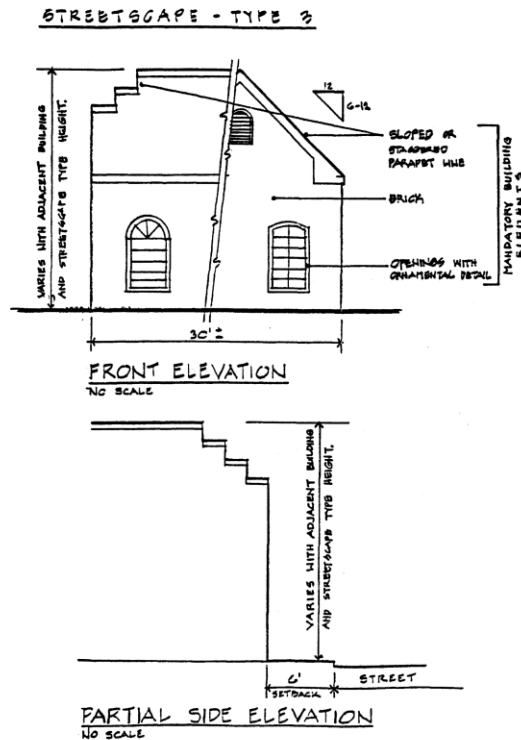 STREETSCAPE - TYPE 3
VARIES WITH ADJACENT BUILDING
AND STREETSCAPE TYPE HEIGHT.
12
6-12
SLOPED OR
STAGGERED
PARAPET LINE
BRICK
OPENINGS WITH
ORNAMENTAL DETAIL
MANDATORY BUILDING
ELEMENTS
30' ±
FRONT ELEVATION
NO SCALE
VARIES WITH ADJACENT BUILDING
AND STREETSCAPE TYPE HEIGHT.
6'
SETBACK
STREET
PARTIAL SIDE ELEVATION
NO SCALE